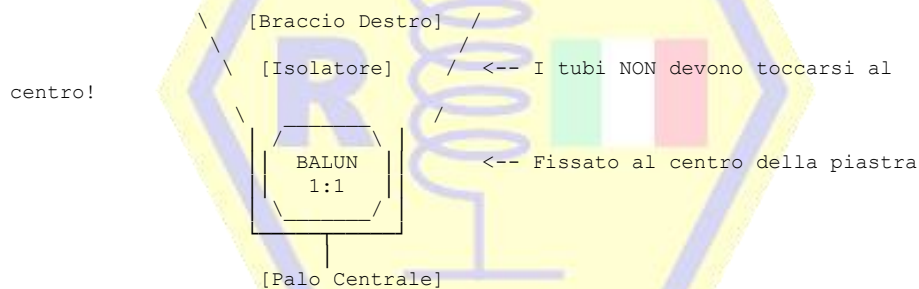 [Braccio Destro]
[Isolatore] <-- I tubi NON devono toccarsi al
centro!
BALUN <-- Fissato al centro della piastra
1:1
[Palo Centrale]
R